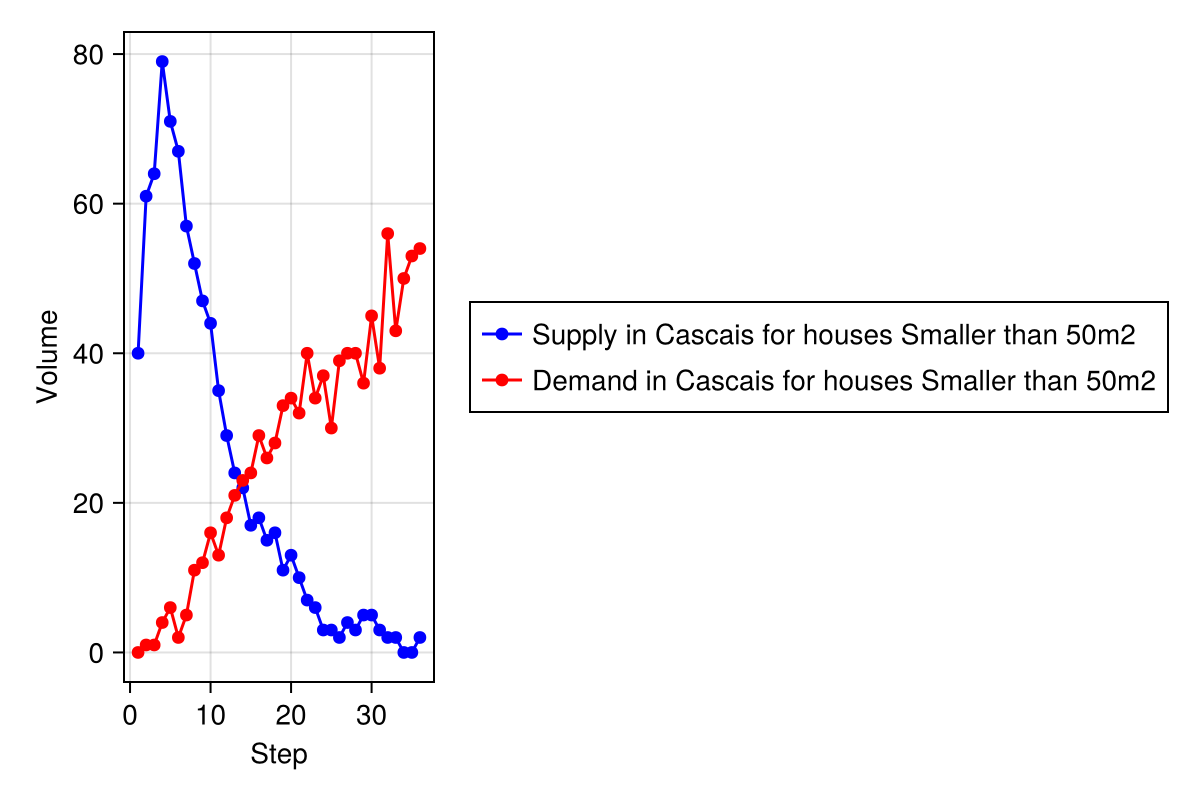 80
60
40
20
0
Volume
0 10 20 30
Step
Supply in Cascais for houses Smaller than 50m2
Demand in Cascais for houses Smaller than 50m2